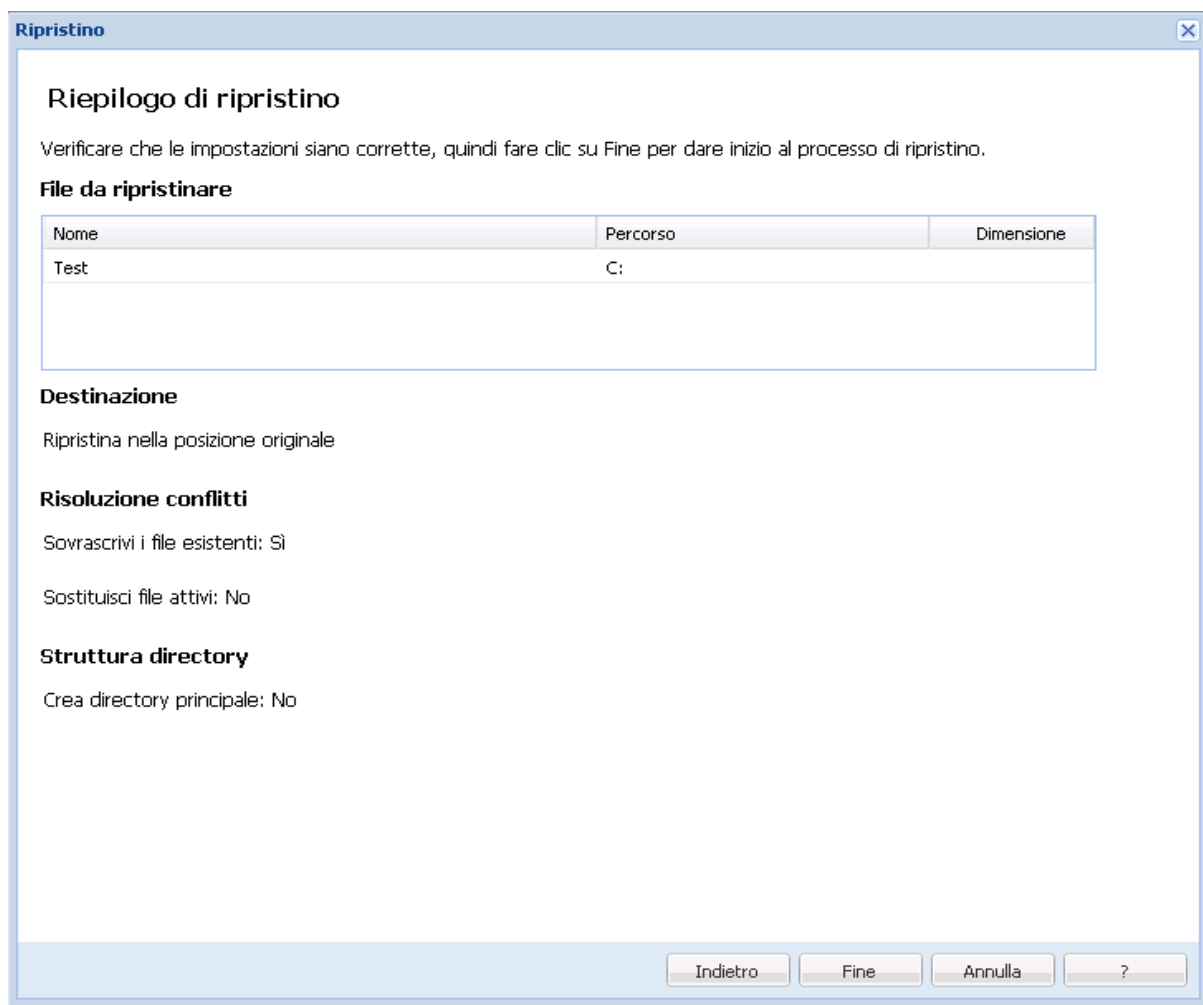 Ripristino
Riepilogo di ripristino
Verificare che le impostazioni siano corrette, quindi fare clic su Fine per dare inizio al processo di ripristino.
File da ripristinare
Nome Percorso Dimensione
Test C:
Destinazione
Ripristina nella posizione originale
Risoluzione conflitti
Sovrascrivi i file esistenti: Sì
Sostituisci file attivi: No
Struttura directory
Crea directory principale: No
Indietro Fine Annulla ?